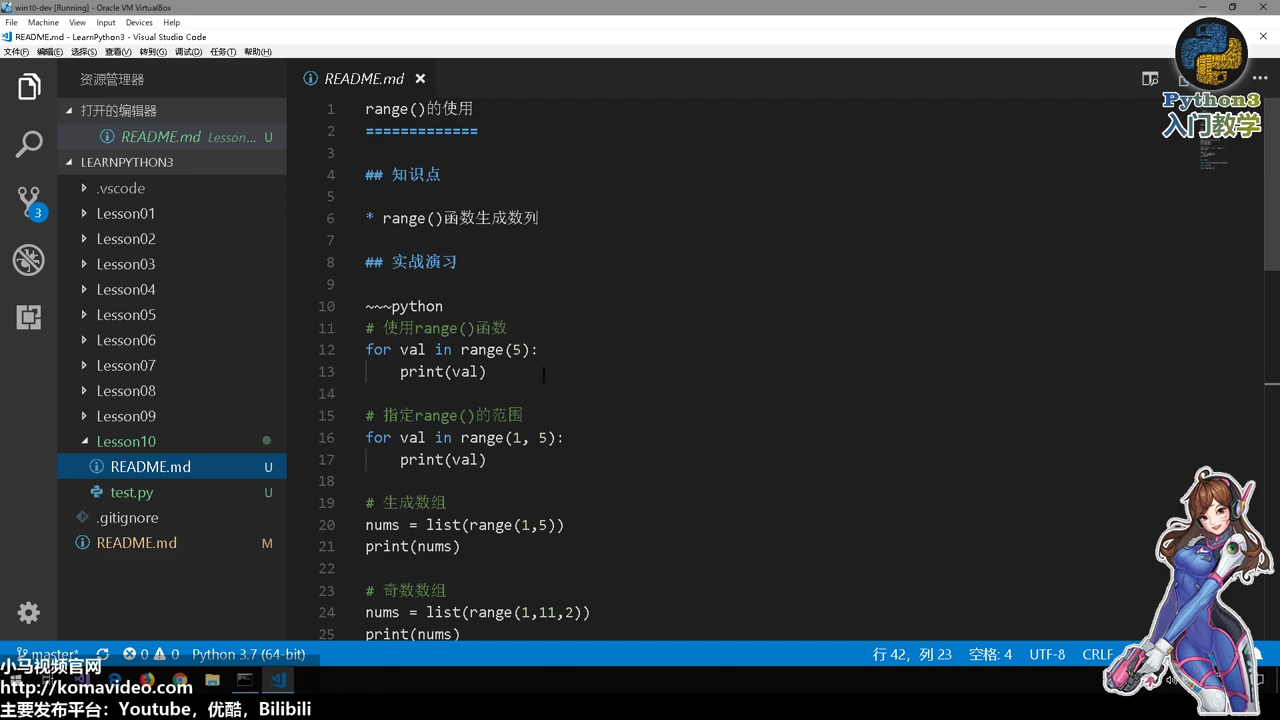 win10-dev [Running] - Oracle VM VirtualBox
File Machine View Input Devices Help
README.md - LearnPython3 - Visual Studio Code
文件(F) 编辑(E) 选择(S) 查看(V) 转到(G) 调试(D) 任务(T) 帮助(H)
资源管理器
README.md
打开的编辑器
README.md Lesson... U
LEARNPYTHON3
.vscode
Lesson01
Lesson02
Lesson03
Lesson04
Lesson05
Lesson06
Lesson07
Lesson08
Lesson09
Lesson10
README.md U
test.py U
.gitignore
README.md M
3
1 range()的使用
2 =============
3
4 ## 知识点
5
6 * range()函数生成数列
7
8 ## 实战演习
9
10 ~~~python
11 # 使用range()函数
12 for val in range(5):
13 print(val)
14
15 # 指定range()的范围
16 for val in range(1, 5):
17 print(val)
18
19 # 生成数组
20 nums = list(range(1,5))
21 print(nums)
22
23 # 奇数数组
24 nums = list(range(1,11,2))
25 print(nums)
Python3
入门教学
master* 0 0 Python 3.7 (64-bit) 行 42，列 23 空格: 4 UTF-8 CRLF
小马视频官网
http://komavideo.com
主要发布平台：Youtube，优酷，Bilibili